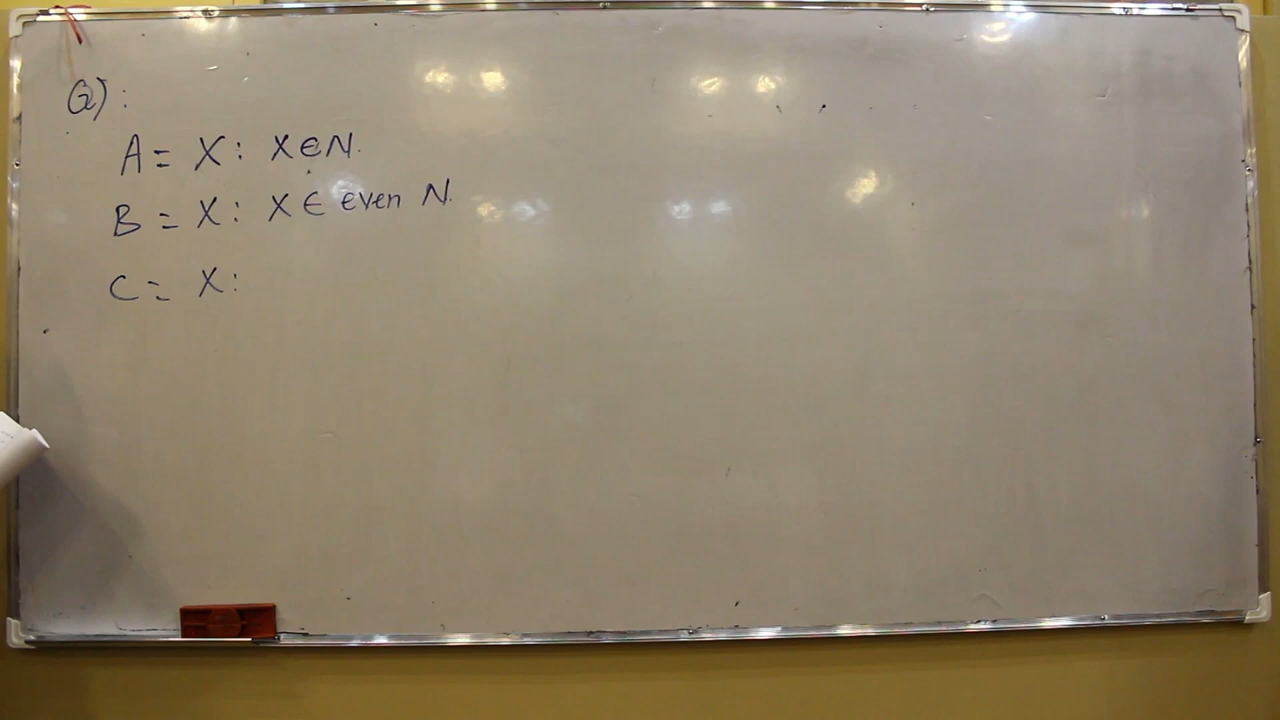 Q) :
A = X : X ∈ N.
B = X : X ∈ even N.
C = X :